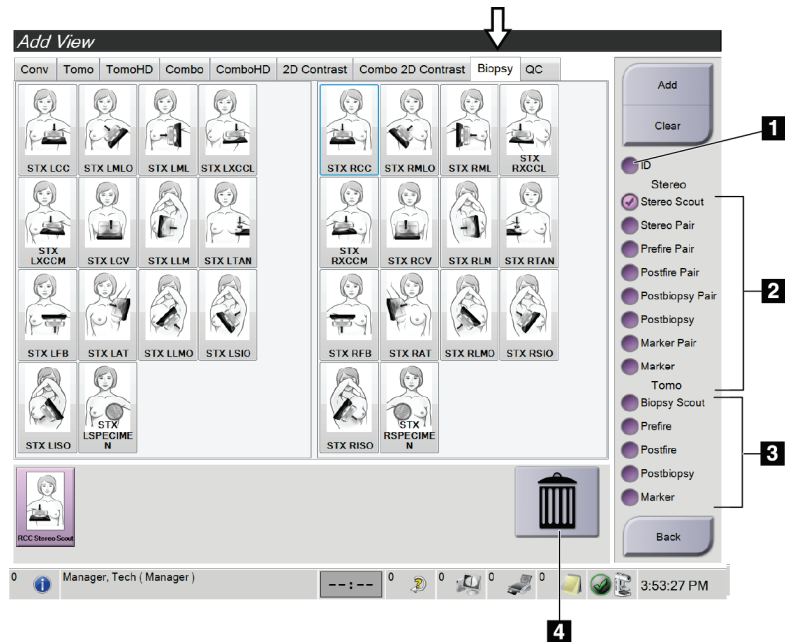 Add View
Conv Tomo TomoHD Combo ComboHD 2D Contrast Combo 2D Contrast Biopsy QC
STX LCC STX LMLO STX LML STX LXCCL
STX RCC STX RMLO STX RML STX
RXCCL
STX
LXCCM STX LCV STX LLM STX LTAN
STX
RXCCM STX RCV STX RLM STX RTAN
STX LFB STX LAT STX LLMO STX LSIO
STX RFB STX RAT STX RLMO STX RSIO
STX LISO STX
LSPECIME
N
STX RISO STX
RSPECIME
N
Add
Clear
1
ID
Stereo
Stereo Scout
Stereo Pair
Prefire Pair
Postfire Pair
Postbiopsy Pair
2
Postbiopsy
Marker Pair
Marker
Tomo
Biopsy Scout
Prefire
Postfire
3
Postbiopsy
Marker
Back
RCC Stereo Scout
0 Manager, Tech ( Manager ) --:-- 0 0 0 0 3:53:27 PM
4